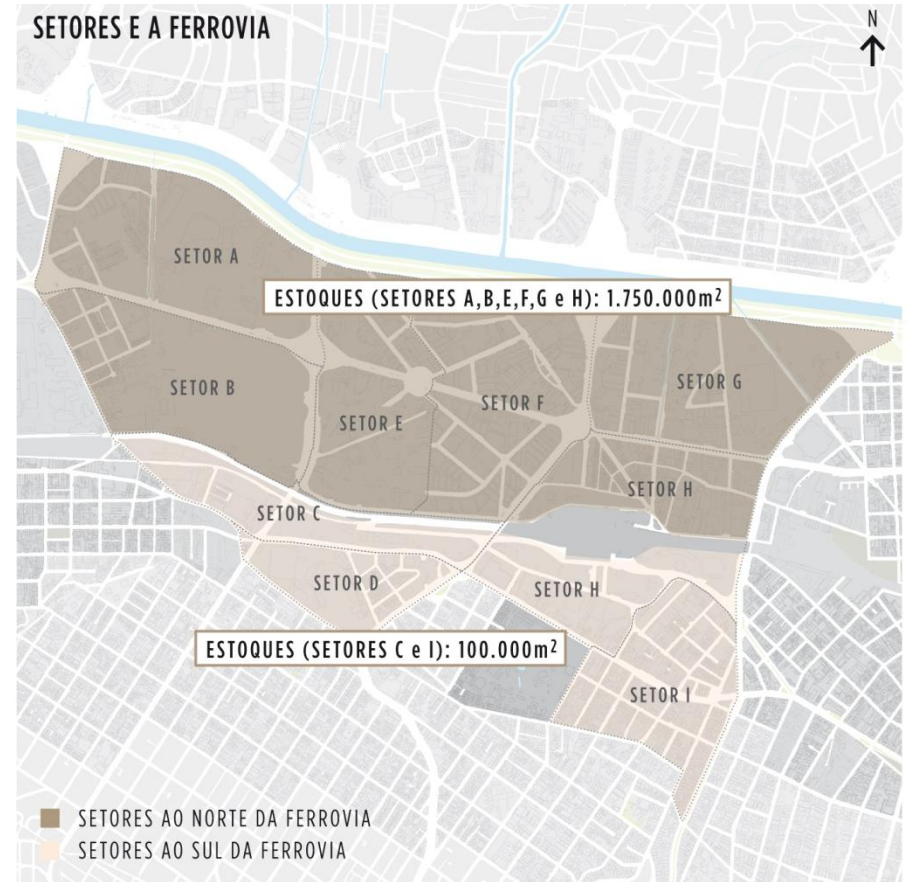 SETORES E A FERROVIA
N
SETOR A
ESTOQUES (SETORES A,B,E,F,G e H): 1.750.000m²
SETOR B
SETOR G
SETOR F
SETOR E
SETOR H
SETOR C
SETOR D
SETOR H
ESTOQUES (SETORES C e I): 100.000m²
SETOR I
SETORES AO NORTE DA FERROVIA
SETORES AO SUL DA FERROVIA